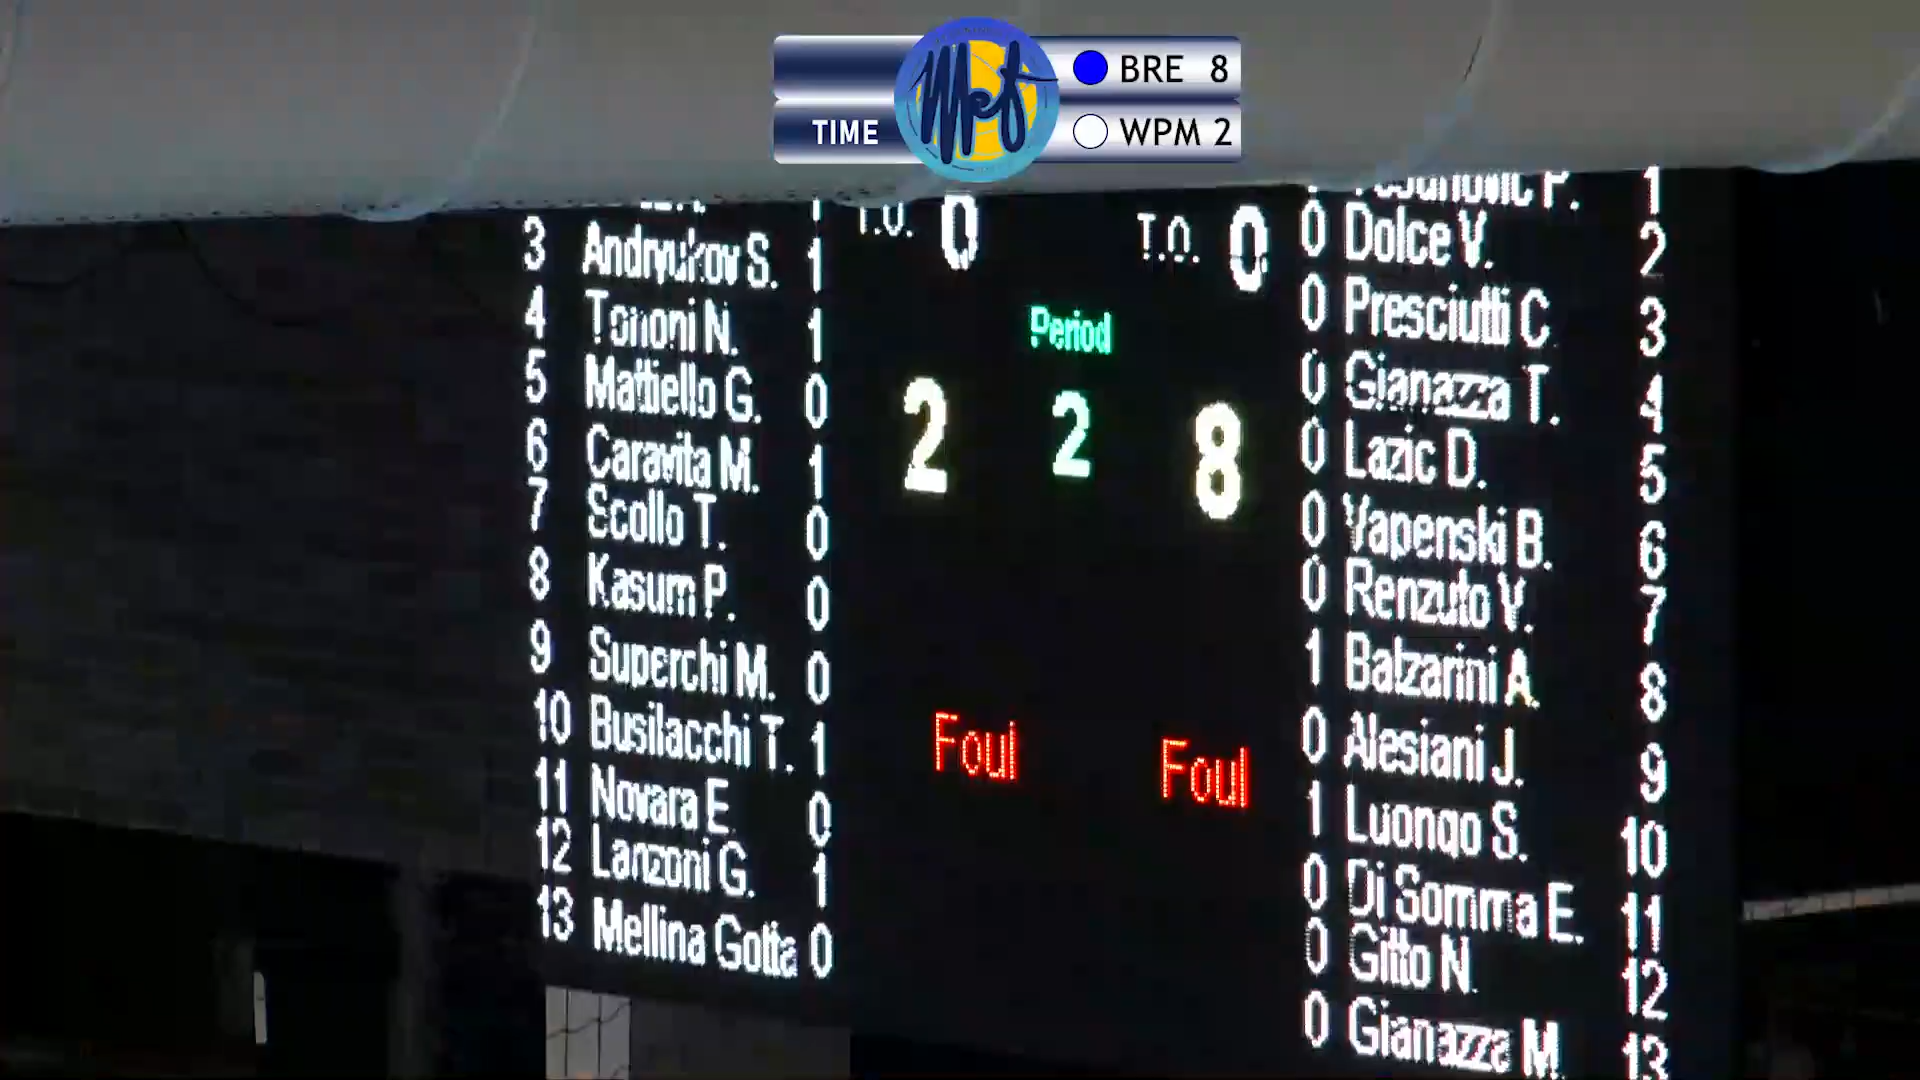 BRE 8
TIME
Mef
WPM 2
T.O. 0
T.O. 0
Period
2 2 8
Foul Foul
3 Andryukov S. 1
4 Tononi N. 1
5 Mattiello G. 0
6 Caravita M. 1
7 Scollo T. 0
8 Kasum P. 0
9 Superchi M. 0
10 Busilacchi T. 1
11 Novara E. 0
12 Lanzoni G. 1
13 Mellina Gotta 0
1
0 Dolce V. 2
0 Presciutti C. 3
0 Gianazza T. 4
0 Lazic D. 5
0 Vapenski B. 6
0 Renzuto V. 7
1 Balzarini A. 8
0 Alesiani J. 9
1 Luongo S. 10
0 Di Somma E. 11
0 Gitto N. 12
0 Gianazza M. 13